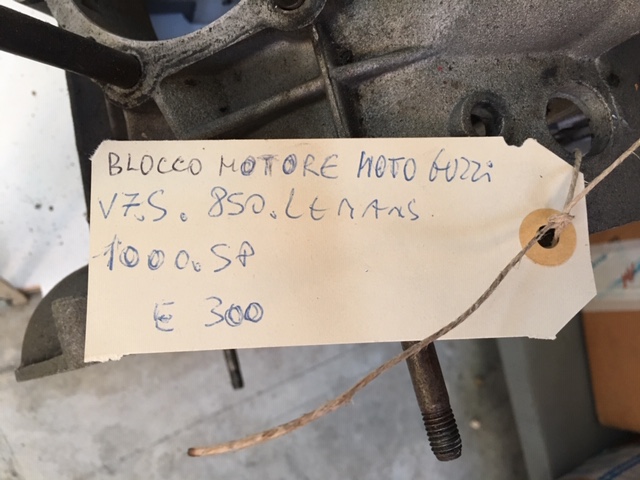 BLOCCO MOTORE MOTO GUZZi
V7.S. 850.LEMANS
1000.SP
E 300